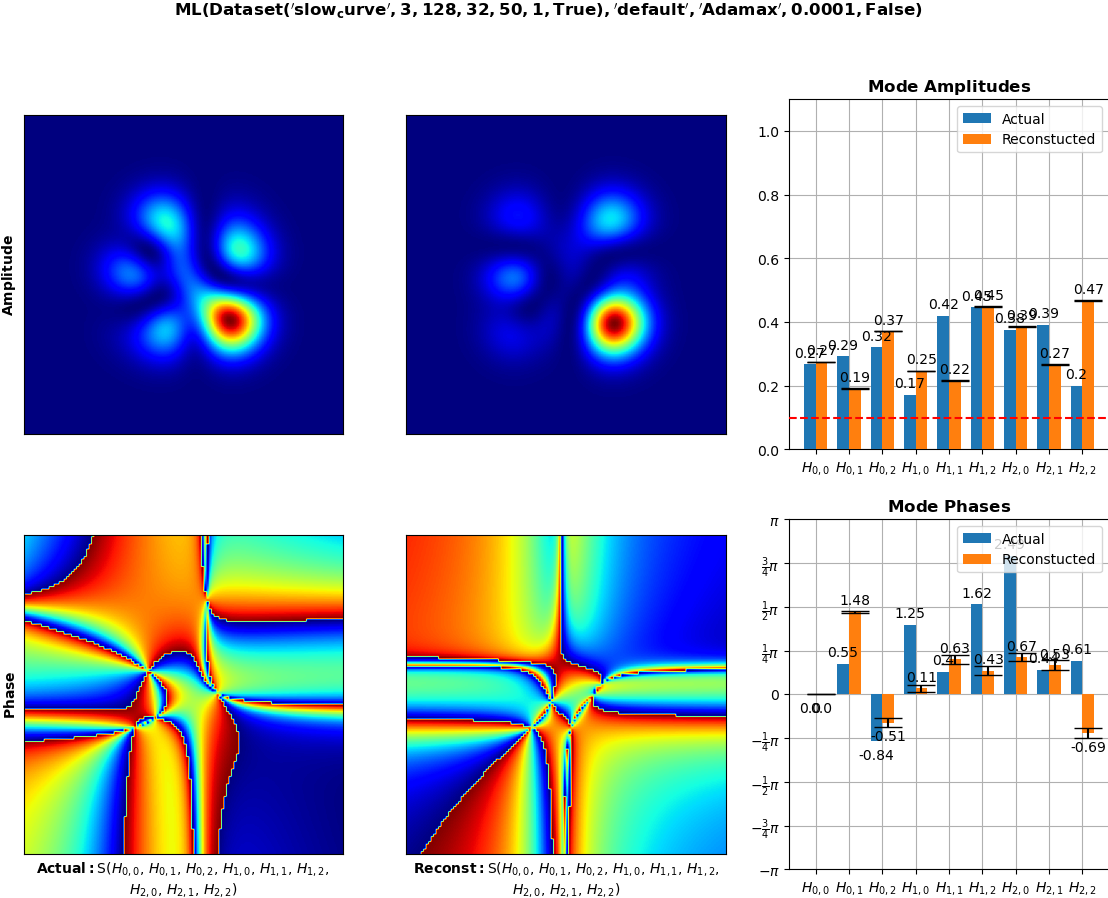 ML(Dataset('slow_curve', 3, 128, 32, 50, 1, True), 'default', 'Adamax', 0.0001, False)
Amplitude
Mode Amplitudes
Actual
Reconstucted
1.0
0.8
0.6
0.4
0.2
0.0
0.27 0.27 0.29 0.19 0.32 0.37 0.17 0.25 0.42 0.22 0.45 0.45 0.38 0.39 0.39 0.27 0.2 0.47
H0,0 H0,1 H0,2 H1,0 H1,1 H1,2 H2,0 H2,1 H2,2
Phase
Mode Phases
Actual
Reconstucted
π
3/4π
1/2π
1/4π
0
−1/4π
−1/2π
−3/4π
−π
0.0 0.55 1.48 -0.84 -0.51 1.25 0.11 0.63 1.62 0.43 0.67 0.53 0.61 -0.69
H0,0 H0,1 H0,2 H1,0 H1,1 H1,2 H2,0 H2,1 H2,2
Actual: S(H0,0, H0,1, H0,2, H1,0, H1,1, H1,2,
H2,0, H2,1, H2,2)
Reconst: S(H0,0, H0,1, H0,2, H1,0, H1,1, H1,2,
H2,0, H2,1, H2,2)